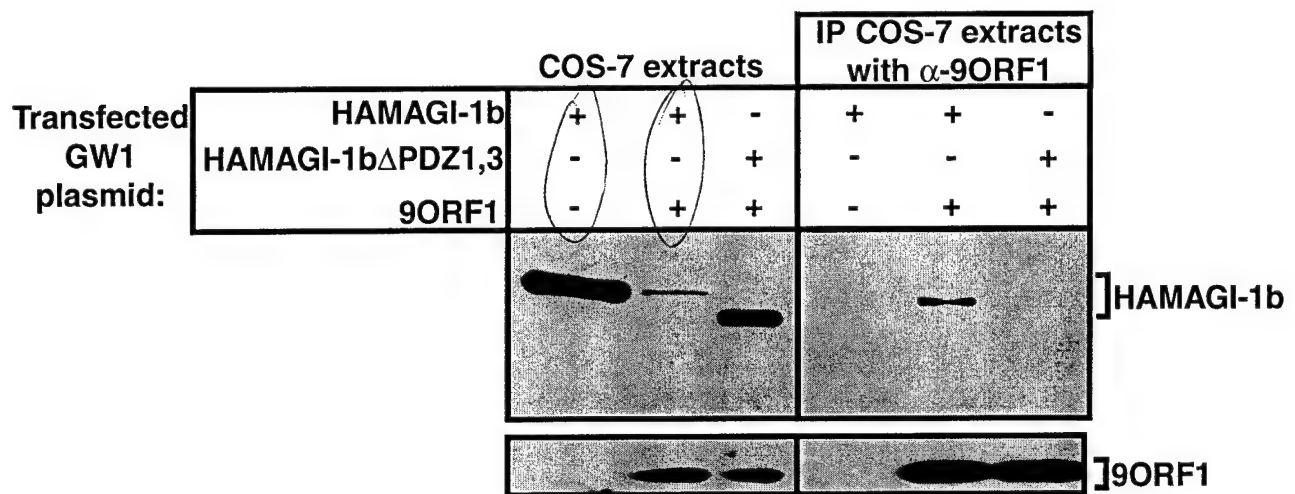 IP COS-7 extracts
COS-7 extracts with α-9ORF1
Transfected HAMAGI-1b + + - + + -
GW1 HAMAGI-1bΔPDZ1,3 - - + - - +
plasmid: 9ORF1 - + + - + +
]HAMAGI-1b
]9ORF1